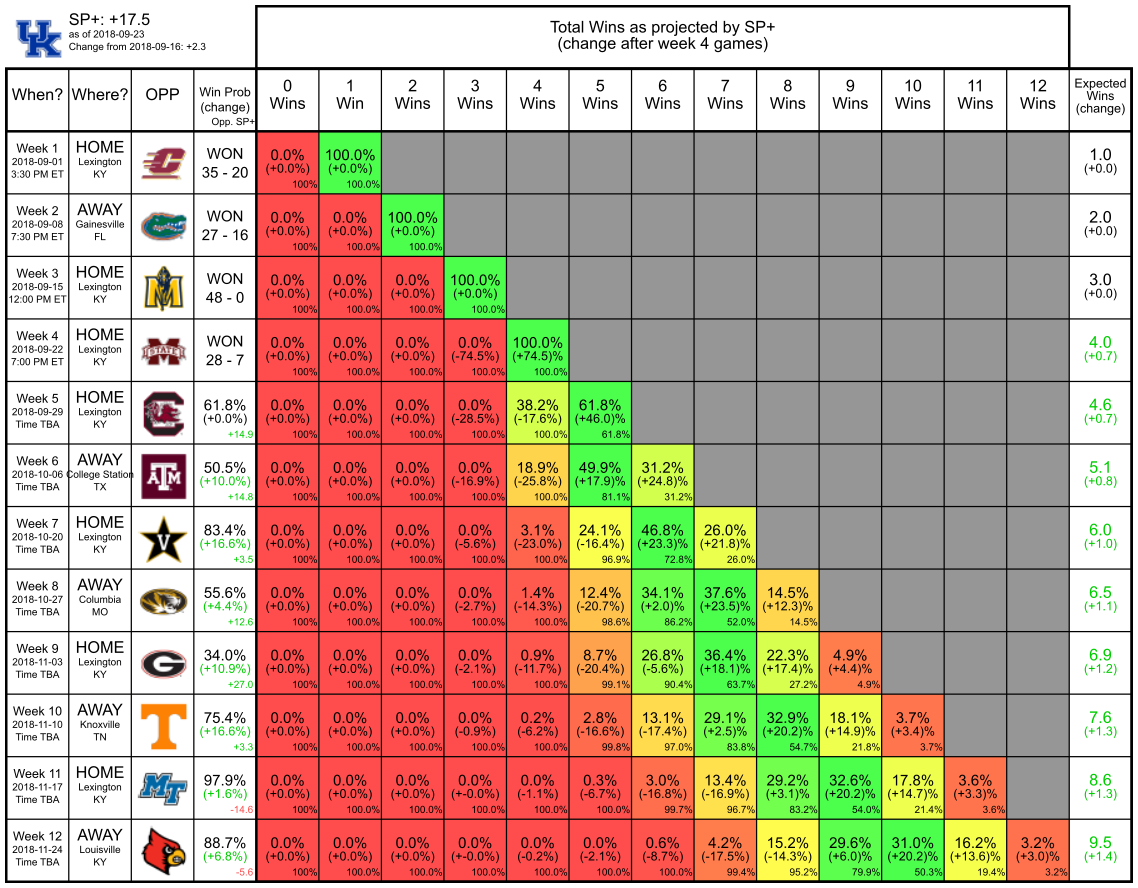 UK
SP+: +17.5
as of 2018-09-23
Change from 2018-09-16: +2.3
Total Wins as projected by SP+
(change after week 4 games)
When? Where? OPP Win Prob (change) Opp. SP+ 0 Wins 1 Win 2 Wins 3 Wins 4 Wins 5 Wins 6 Wins 7 Wins 8 Wins 9 Wins 10 Wins 11 Wins 12 Wins Expected Wins (change)
Week 1 HOME C WON 0.0% 100.0% 1.0
2018-09-01 Lexington 35 - 20 (+0.0%) (+0.0%) (+0.0)
3:30 PM ET KY 100% 100.0%
Week 2 AWAY WON 0.0% 0.0% 100.0% 2.0
2018-09-08 Gainesville 27 - 16 (+0.0%) (+0.0%) (+0.0%) (+0.0)
7:30 PM ET FL 100% 100.0% 100.0%
Week 3 HOME M WON 0.0% 0.0% 0.0% 100.0% 3.0
2018-09-15 Lexington 48 - 0 (+0.0%) (+0.0%) (+0.0%) (+0.0%) (+0.0)
12:00 PM ET KY 100% 100.0% 100.0% 100.0%
Week 4 HOME M STATE WON 0.0% 0.0% 0.0% 0.0% 100.0% 4.0
2018-09-22 Lexington 28 - 7 (+0.0%) (+0.0%) (+0.0%) (-74.5%) (+74.5)% (+0.7)
7:00 PM ET KY 100% 100.0% 100.0% 100.0% 100.0%
Week 5 HOME C 61.8% 0.0% 0.0% 0.0% 0.0% 38.2% 61.8% 4.6
2018-09-29 Lexington (+0.0%) (+0.0%) (+0.0%) (+0.0%) (-28.5%) (-17.6%) (+46.0)% (+0.7)
Time TBA KY +14.9 100% 100.0% 100.0% 100.0% 100.0% 61.8%
Week 6 AWAY ATM 50.5% 0.0% 0.0% 0.0% 0.0% 18.9% 49.9% 31.2% 5.1
2018-10-06 College Station (+10.0%) (+0.0%) (+0.0%) (+0.0%) (-16.9%) (-25.8%) (+17.9)% (+24.8)% (+0.8)
Time TBA TX +14.8 100% 100.0% 100.0% 100.0% 100.0% 81.1% 31.2%
Week 7 HOME V 83.4% 0.0% 0.0% 0.0% 0.0% 3.1% 24.1% 46.8% 26.0% 6.0
2018-10-20 Lexington (+16.6%) (+0.0%) (+0.0%) (+0.0%) (-5.6%) (-23.0%) (-16.4%) (+23.3)% (+21.8)% (+1.0)
Time TBA KY +3.5 100% 100.0% 100.0% 100.0% 100.0% 96.9% 72.8% 26.0%
Week 8 AWAY 55.6% 0.0% 0.0% 0.0% 0.0% 1.4% 12.4% 34.1% 37.6% 14.5% 6.5
2018-10-27 Columbia (+4.4%) (+0.0%) (+0.0%) (+0.0%) (-2.7%) (-14.3%) (-20.7%) (+2.0)% (+23.5)% (+12.3)% (+1.1)
Time TBA MO +12.6 100% 100.0% 100.0% 100.0% 100.0% 98.6% 86.2% 52.0% 14.5%
Week 9 HOME G 34.0% 0.0% 0.0% 0.0% 0.0% 0.9% 8.7% 26.8% 36.4% 22.3% 4.9% 6.9
2018-11-03 Lexington (+10.9%) (+0.0%) (+0.0%) (+0.0%) (-2.1%) (-11.7%) (-20.4%) (-5.6%) (+18.1)% (+17.4)% (+4.4)% (+1.2)
Time TBA KY +27.0 100% 100.0% 100.0% 100.0% 100.0% 99.1% 90.4% 63.7% 27.2% 4.9%
Week 10 AWAY T 75.4% 0.0% 0.0% 0.0% 0.0% 0.2% 2.8% 13.1% 29.1% 32.9% 18.1% 3.7% 7.6
2018-11-10 Knoxville (+16.6%) (+0.0%) (+0.0%) (+0.0%) (-0.9%) (-6.2%) (-16.6%) (-17.4%) (+2.5)% (+20.2)% (+14.9)% (+3.4)% (+1.3)
Time TBA TN +3.3 100% 100.0% 100.0% 100.0% 100.0% 99.8% 97.0% 83.8% 54.7% 21.8% 3.7%
Week 11 HOME MT 97.9% 0.0% 0.0% 0.0% 0.0% 0.0% 0.3% 3.0% 13.4% 29.2% 32.6% 17.8% 3.6% 8.6
2018-11-17 Lexington (+1.6%) (+0.0%) (+0.0%) (+0.0%) (+-0.0%) (-1.1%) (-6.7%) (-16.8%) (-16.9%) (+3.1)% (+20.2)% (+14.7)% (+3.3)% (+1.3)
Time TBA KY -14.6 100% 100.0% 100.0% 100.0% 100.0% 100.0% 99.7% 96.7% 83.2% 54.0% 21.4% 3.6%
Week 12 AWAY 88.7% 0.0% 0.0% 0.0% 0.0% 0.0% 0.0% 0.6% 4.2% 15.2% 29.6% 31.0% 16.2% 3.2% 9.5
2018-11-24 Louisville (+6.8%) (+0.0%) (+0.0%) (+0.0%) (+-0.0%) (-0.2%) (-2.1%) (-8.7%) (-17.5%) (-14.3%) (+6.0)% (+20.2)% (+13.6)% (+3.0)% (+1.4)
Time TBA KY -5.6 100% 100.0% 100.0% 100.0% 100.0% 100.0% 100.0% 99.4% 95.2% 79.9% 50.3% 19.4% 3.2%